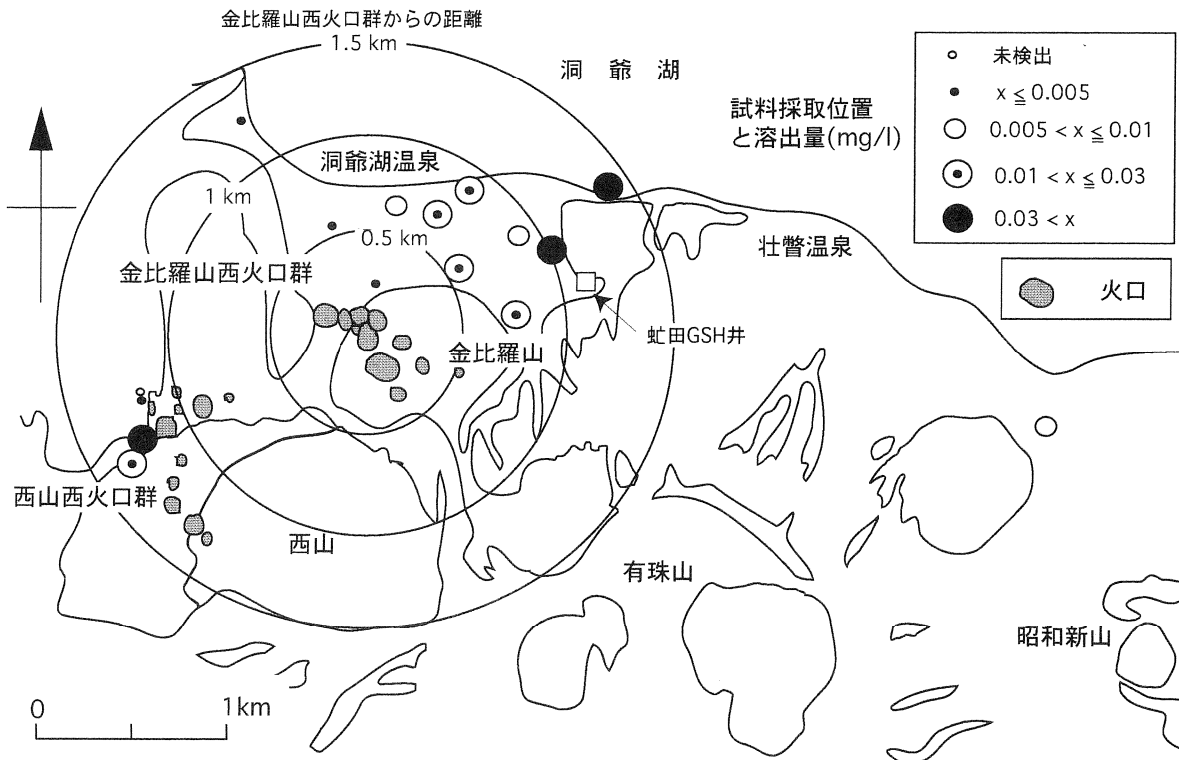 金比羅山西火口群からの距離
1.5 km
洞爺湖
試料採取位置
と溶出量(mg/l)
未検出
x ≦ 0.005
0.005 < x ≦ 0.01
0.01 < x ≦ 0.03
0.03 < x
火口
洞爺湖温泉
1 km
0.5 km
壮瞥温泉
金比羅山西火口群
虻田GSH井
金比羅山
西山西火口群
西山
有珠山
昭和新山
0
1km